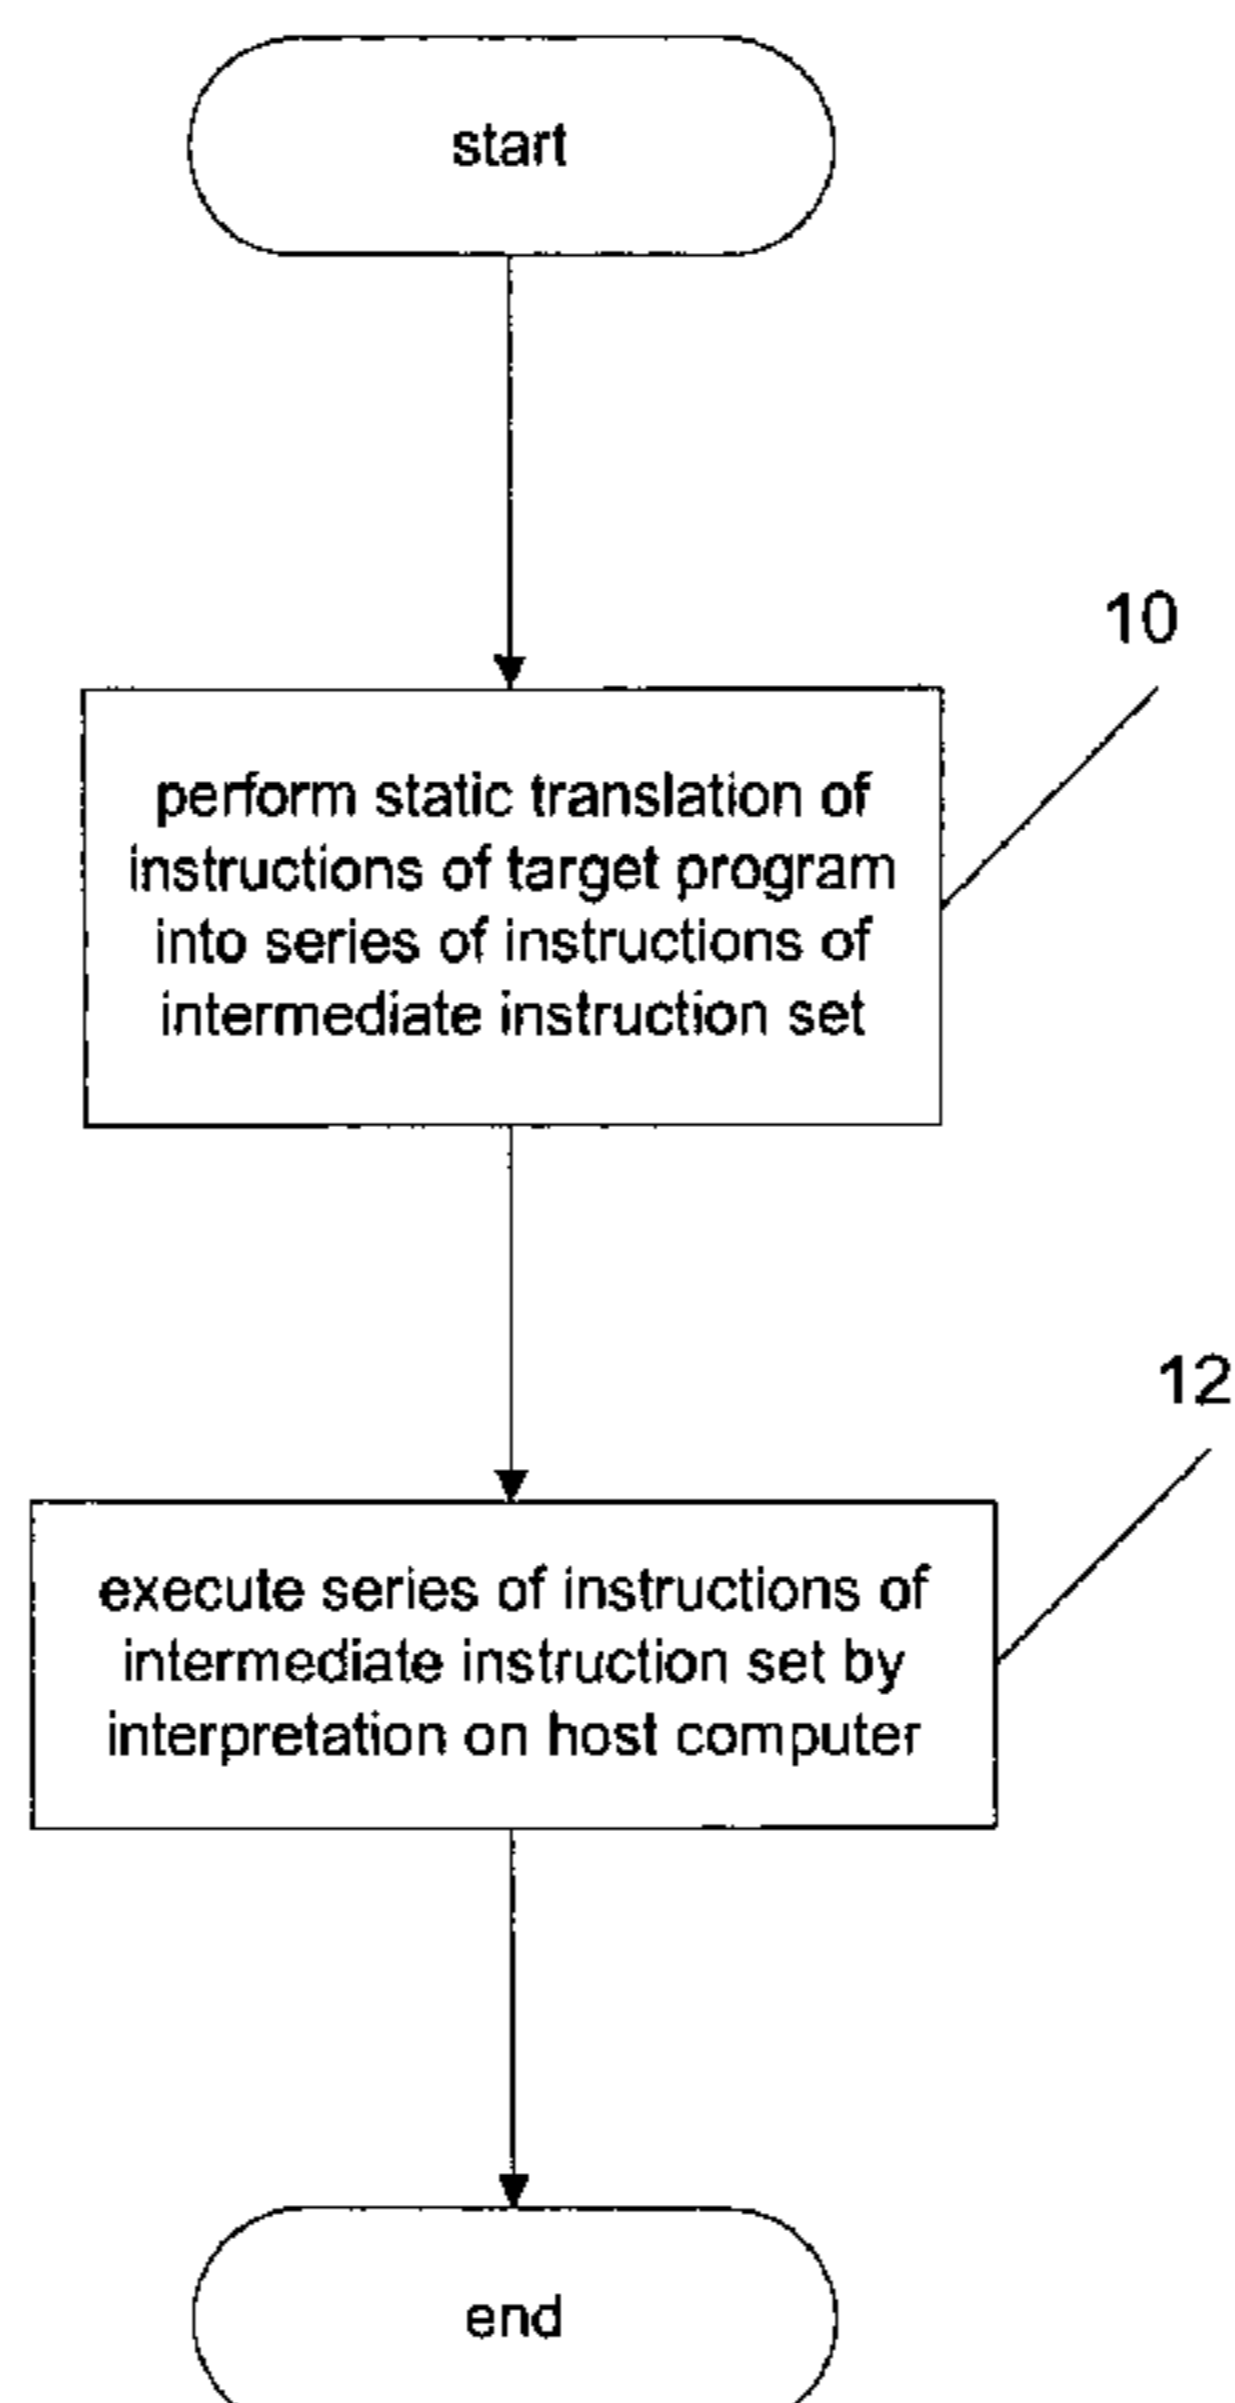 start
10
perform static translation of
instructions of target program
into series of instructions of
intermediate instruction set
12
execute series of instructions of
intermediate instruction set by
interpretation on host computer
end